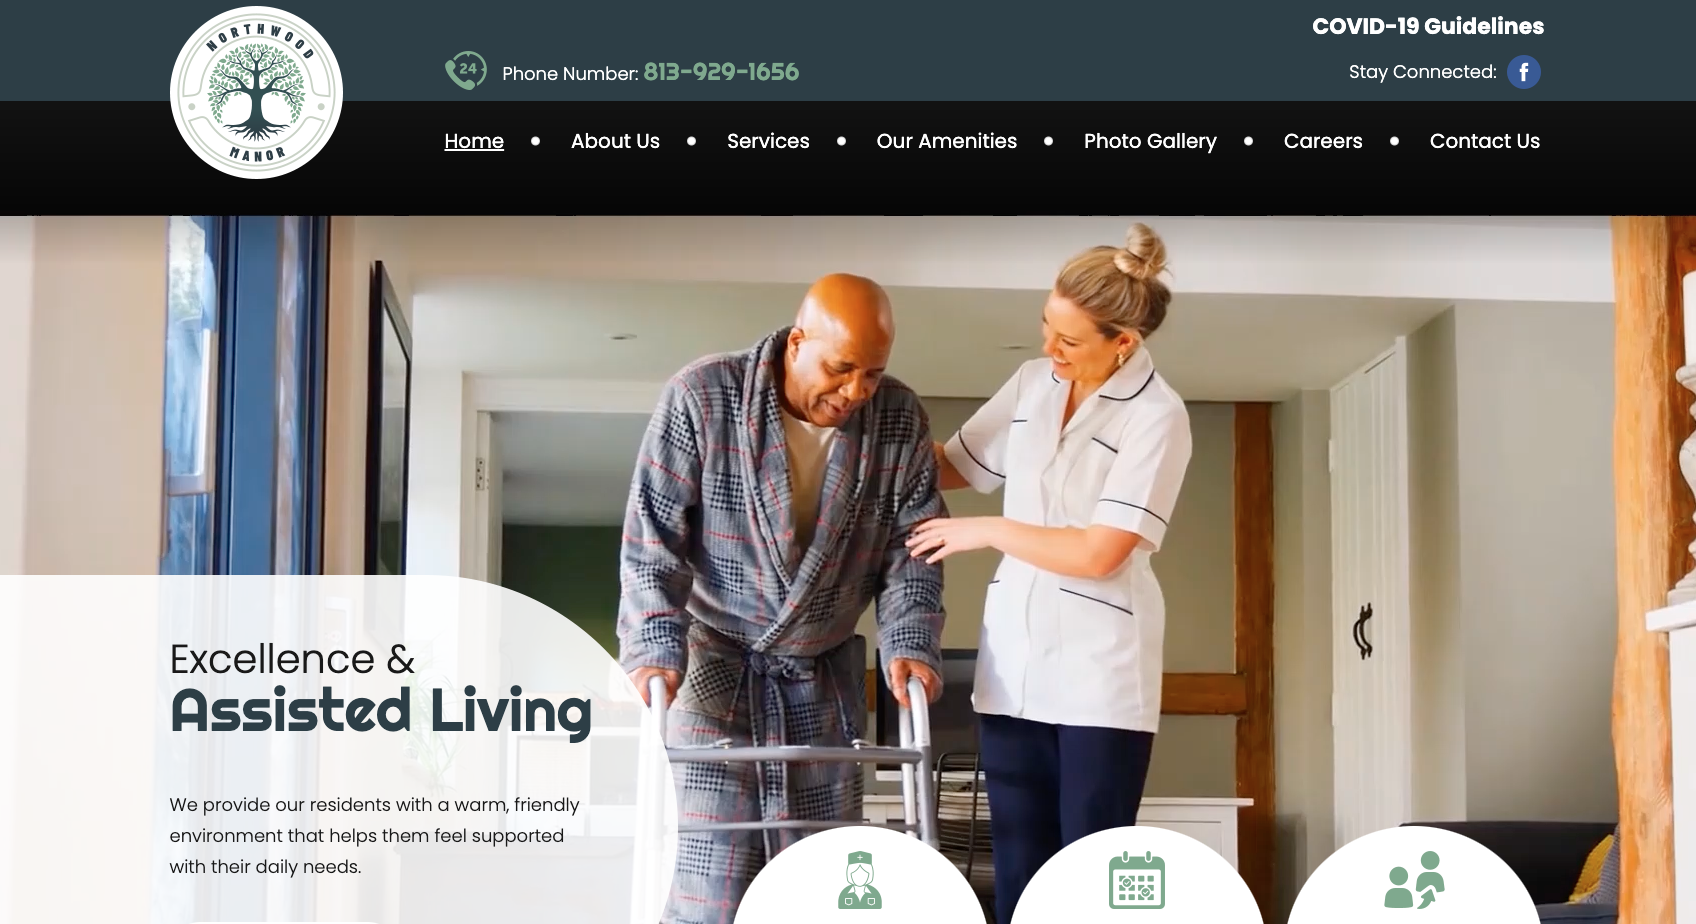 NORTHWOOD
MANOR
COVID-19 Guidelines
24
Phone Number: 813-929-1656
Stay Connected: f
Home • About Us • Services • Our Amenities • Photo Gallery • Careers • Contact Us
Excellence &
Assisted Living
We provide our residents with a warm, friendly
environment that helps them feel supported
with their daily needs.